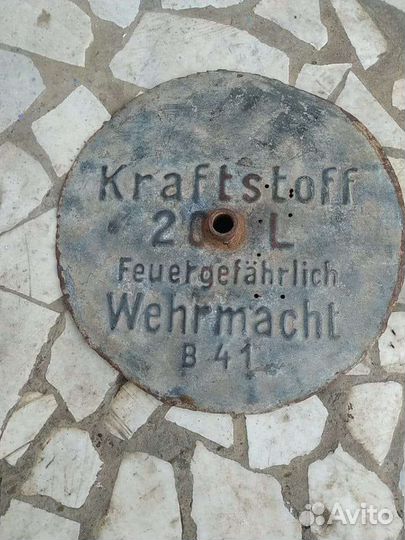 Kraftstoff
20 L
Feuergefährlich
Wehrmacht
B 41
Avito